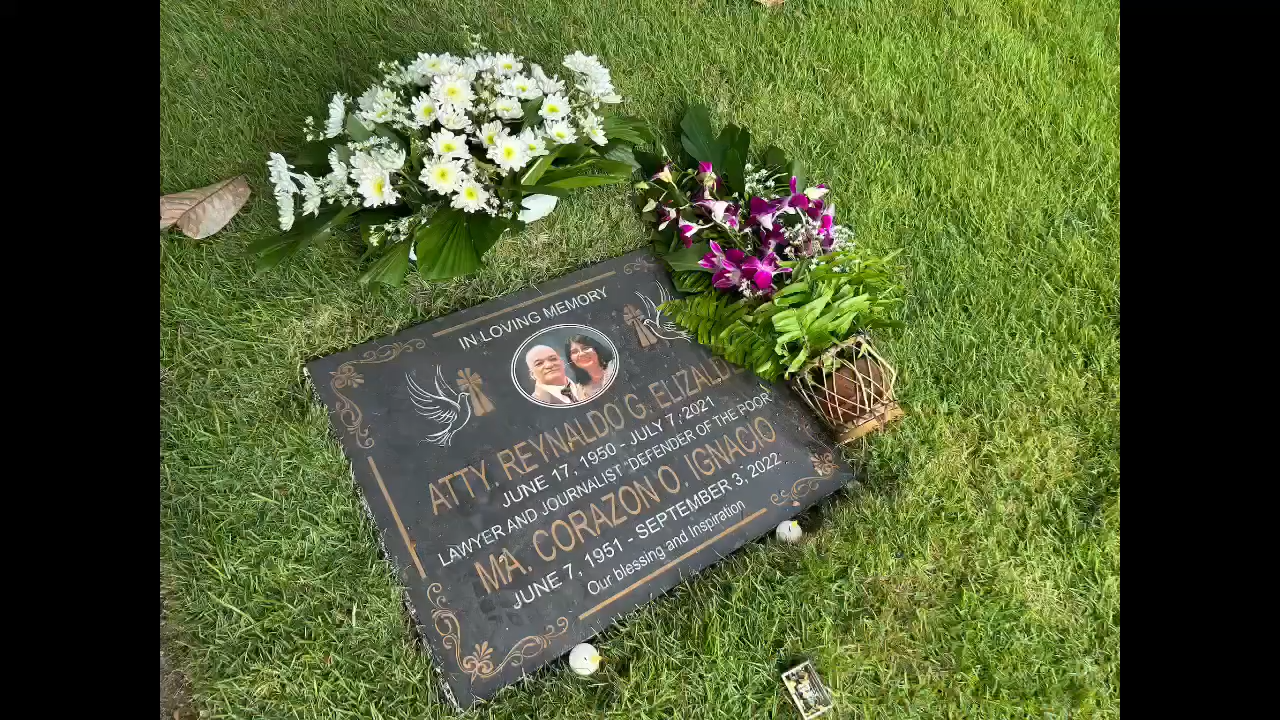 IN LOVING MEMORY
ATTY. REYNALDO G. ELIZALD
JUNE 17, 1950 - JULY 7, 2021
LAWYER AND JOURNALIST "DEFENDER OF THE POOR
MA. CORAZON O. IGNACIO
JUNE 7, 1951 - SEPTEMBER 3, 2022
Our blessing and Inspiration